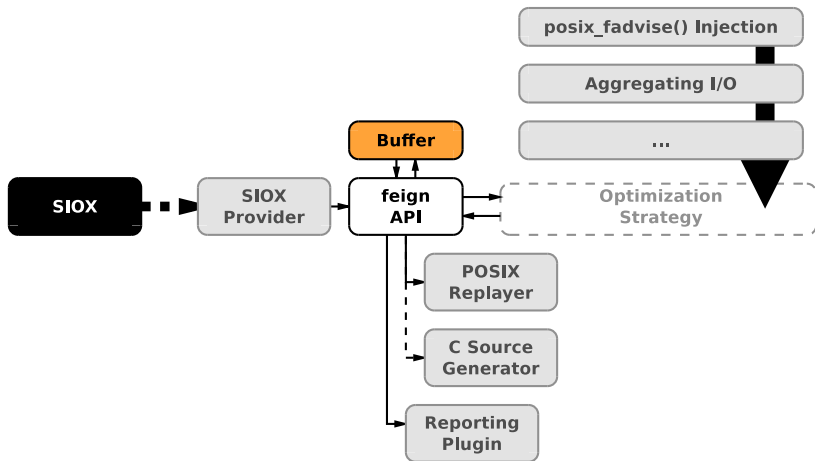 posix_fadvise() Injection
Aggregating I/O
...
Buffer
SIOX
SIOX
Provider
feign
API
Optimization
Strategy
POSIX
Replayer
C Source
Generator
Reporting
Plugin